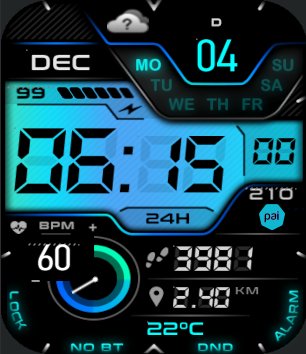 ?
D
DEC
04
MO TU WE TH FR SA SU
99
06:15 00
24H
210
pai
BPM
+
60
-
3981
2.40 KM
22°C
LOCK
NO BT
DND
ALARM